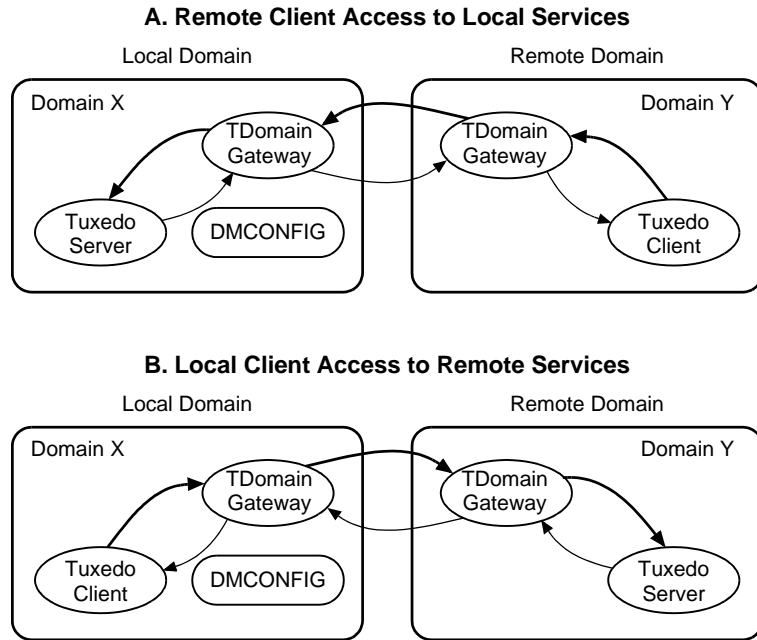 A. Remote Client Access to Local Services
Local Domain
Remote Domain
Domain X
Domain Y
TDomain
Gateway
TDomain
Gateway
Tuxedo
Server
DMCONFIG
Tuxedo
Client
B. Local Client Access to Remote Services
Local Domain
Remote Domain
Domain X
Domain Y
TDomain
Gateway
TDomain
Gateway
Tuxedo
Client
DMCONFIG
Tuxedo
Server